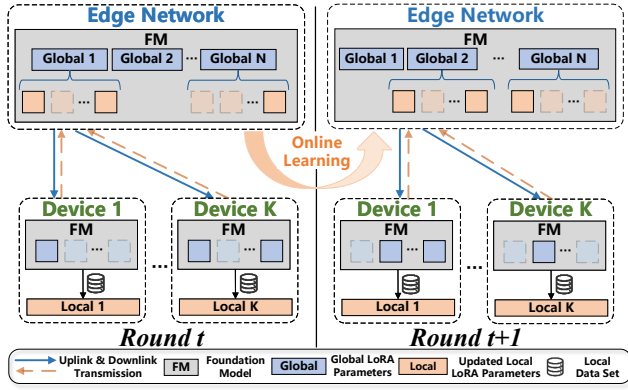 Edge Network
FM
Global 1 Global 2 ... Global N
...
...
Device 1
FM
...
Local 1
...
Device K
FM
...
Local K
Round t
Online
Learning
Edge Network
FM
Global 1 Global 2 ... Global N
...
...
Device 1
FM
...
Local 1
...
Device K
FM
...
Local K
Round t+1
Uplink & Downlink
Transmission
FM
Foundation
Model
Global
Global LoRA
Parameters
Local
Updated Local
LoRA Parameters
Local
Data Set